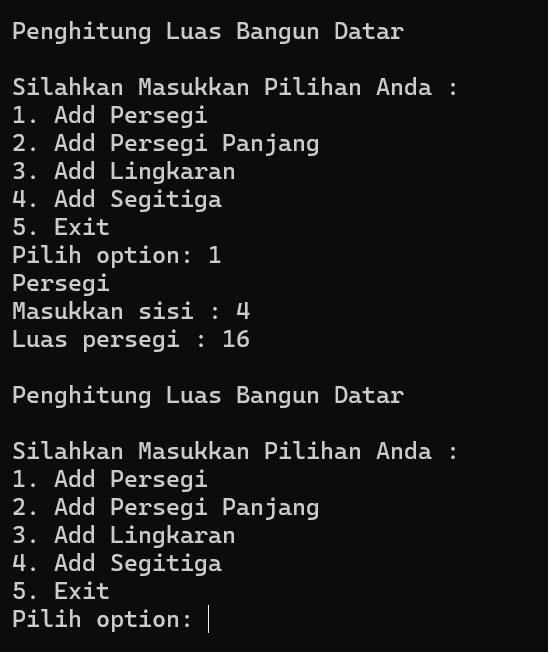 Penghitung Luas Bangun Datar
Silahkan Masukkan Pilihan Anda :
1. Add Persegi
2. Add Persegi Panjang
3. Add Lingkaran
4. Add Segitiga
5. Exit
Pilih option: 1
Persegi
Masukkan sisi : 4
Luas persegi : 16
Penghitung Luas Bangun Datar
Silahkan Masukkan Pilihan Anda :
1. Add Persegi
2. Add Persegi Panjang
3. Add Lingkaran
4. Add Segitiga
5. Exit
Pilih option: